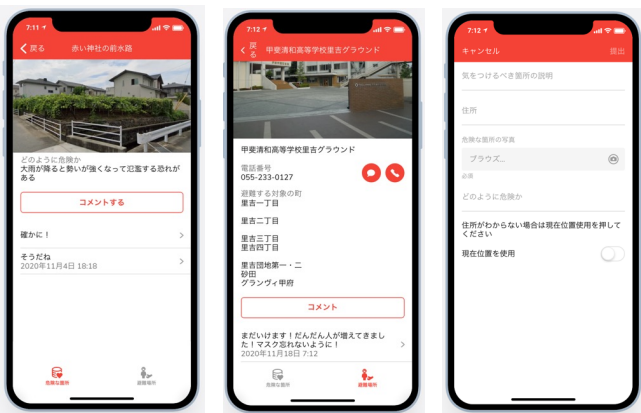 7:11
戻る
赤い神社の前水路
どのように危険か
大雨が降ると勢いが強くなって氾濫する恐れが
ある
コメントする
確かに！
そうだね
2020年11月4日 18:18
危険な箇所
避難場所
7:12
戻
る
甲斐清和高等学校里吉グラウンド
甲斐清和高等学校里吉グラウンド
電話番号
055-233-0127
避難する対象の町
里吉一丁目
里吉二丁目
里吉三丁目
里吉四丁目
里吉団地第一・二
砂田
グランヴィ甲府
コメント
まだいけます！だんだん人が増えてきまし
た！マスク忘れないように！
2020年11月18日 7:12
危険な箇所
避難場所
7:12
キャンセル
提出
気をつけるべき箇所の説明
住所
危険な箇所の写真
ブラウズ...
必須
どのように危険か
住所がわからない場合は現在位置使用を押して
ください
現在位置を使用